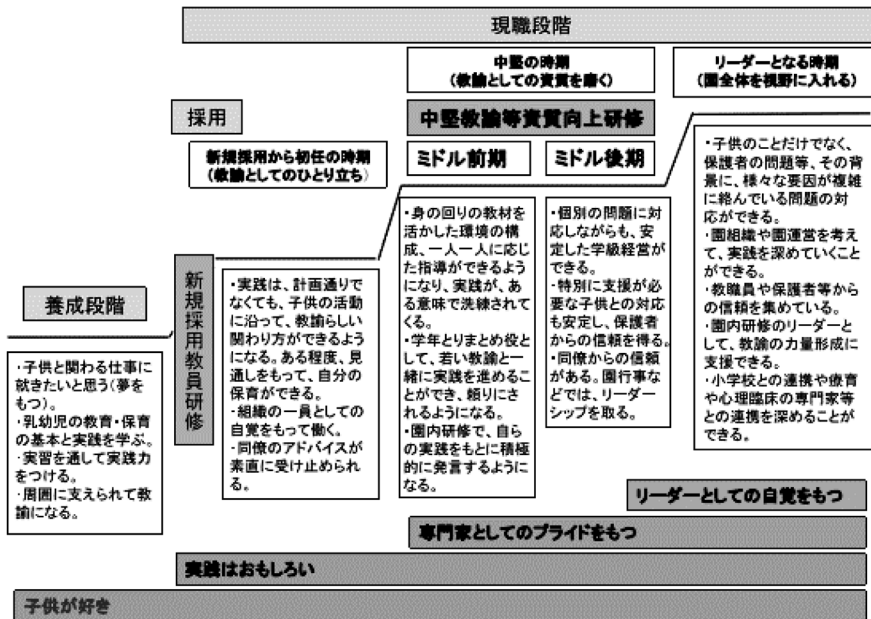 現職段階
中堅の時期
(教諭としての資質を磨く)
リーダーとなる時期
(園全体を視野に入れる)
採用
中堅教諭等資質向上研修
新規採用から初任の時期
(教諭としてのひとり立ち)
ミドル前期
ミドル後期
養成段階
・子供と関わる仕事に
就きたいと思う(夢を
もつ)。
・乳幼児の教育・保育
の基本と実践を学ぶ。
・実習を通して実践力
をつける。
・周囲に支えられて教
諭になる。
新規採用教員研修
・実践は、計画通りで
なくても、子供の活動
に沿って、教諭らしい
関わり方ができるよう
になる。ある程度、見
通しをもって、自分の
保育ができる。
・組織の一員としての
自覚をもって働く。
・同僚のアドバイスが
素直に受け止められ
る。
・身の回りの教材を
活かした環境の構
成、一人一人に応じ
た指導ができるよう
になり、実践が、あ
る意味で洗練されて
くる。
・学年とりまとめ役と
して、若い教諭と一
緒に実践を進めるこ
とができ、頼りにさ
れるようになる。
・園内研修で、自ら
の実践をもとに積極
的に発言するように
なる。
・個別の問題に対
応しながらも、安
定した学級経営が
できる。
・特別に支援が必
要な子供との対応
も安定し、保護者
からの信頼を得る。
・同僚からの信頼
がある。園行事な
どでは、リーダー
シップを取る。
・子供のことだけでなく、
保護者の問題等、その背
景に、様々な要因が複雑
に絡んでいる問題の対
応ができる。
・園組織や園運営を考え
て、実践を深めていくこと
ができる。
・教職員や保護者等から
の信頼を集めている。
・園内研修のリーダーと
して、教諭の力量形成に
支援できる。
・小学校との連携や療育
や心理臨床の専門家等
との連携を深めることが
できる。
リーダーとしての自覚をもつ
専門家としてのプライドをもつ
実践はおもしろい
子供が好き